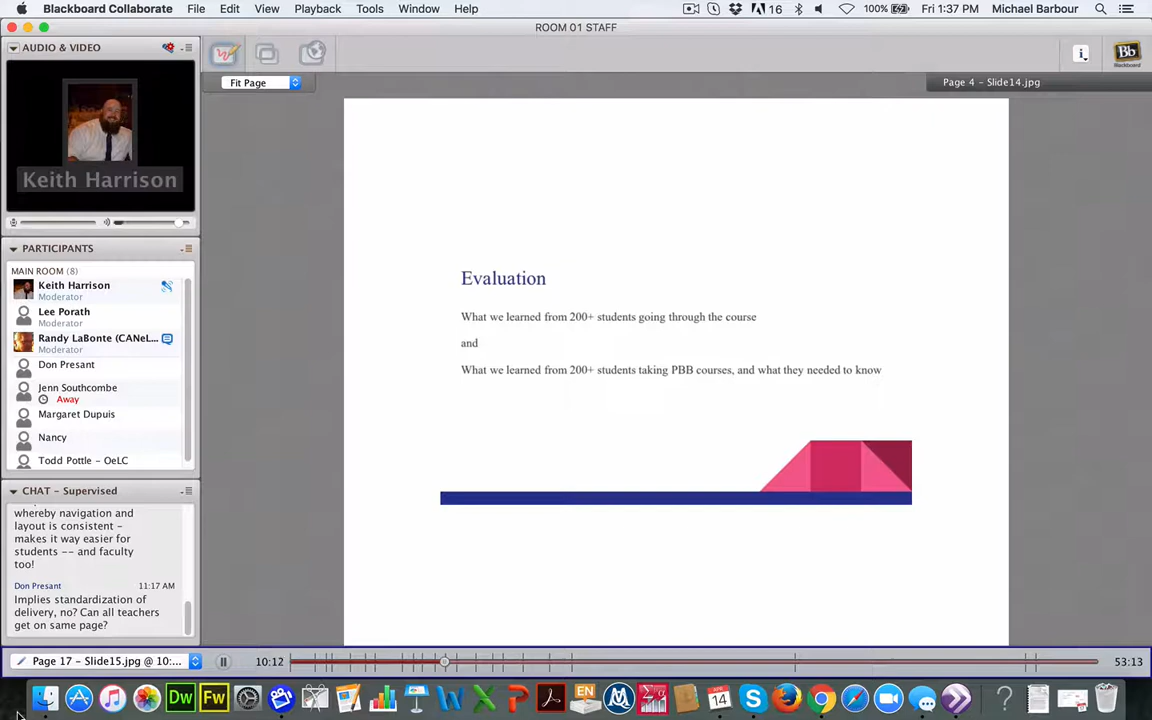 Blackboard Collaborate File Edit View Playback Tools Window Help 16 100% Fri 1:37 PM Michael Barbour
ROOM 01 STAFF
AUDIO & VIDEO
Keith Harrison
PARTICIPANTS
MAIN ROOM (8)
Keith Harrison
Moderator
Lee Porath
Moderator
Randy LaBonte (CANeL...
Moderator
Don Presant
Jenn Southcombe
Away
Margaret Dupuis
Nancy
Todd Pottle - OeLC
CHAT - Supervised
whereby navigation and
layout is consistent -
makes it way easier for
students -- and faculty
too!
Don Presant 11:17 AM
Implies standardization of
delivery, no? Can all teachers
get on same page?
Fit Page
Page 4 - Slide14.jpg
i
Bb
Blackboard
Evaluation
What we learned from 200+ students going through the course
and
What we learned from 200+ students taking PBB courses, and what they needed to know
Page 17 - Slide15.jpg @ 10:... 10:12 53:13
Dw Fw EN 14